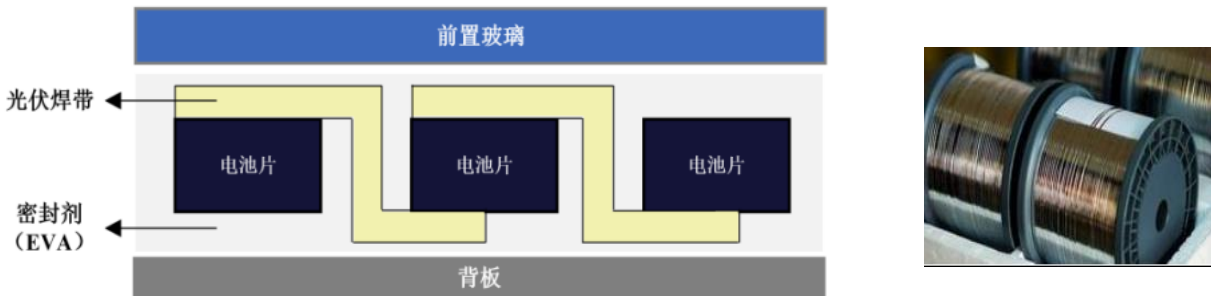 前置玻璃
光伏焊带
电池片 电池片 电池片
密封剂
（EVA）
背板